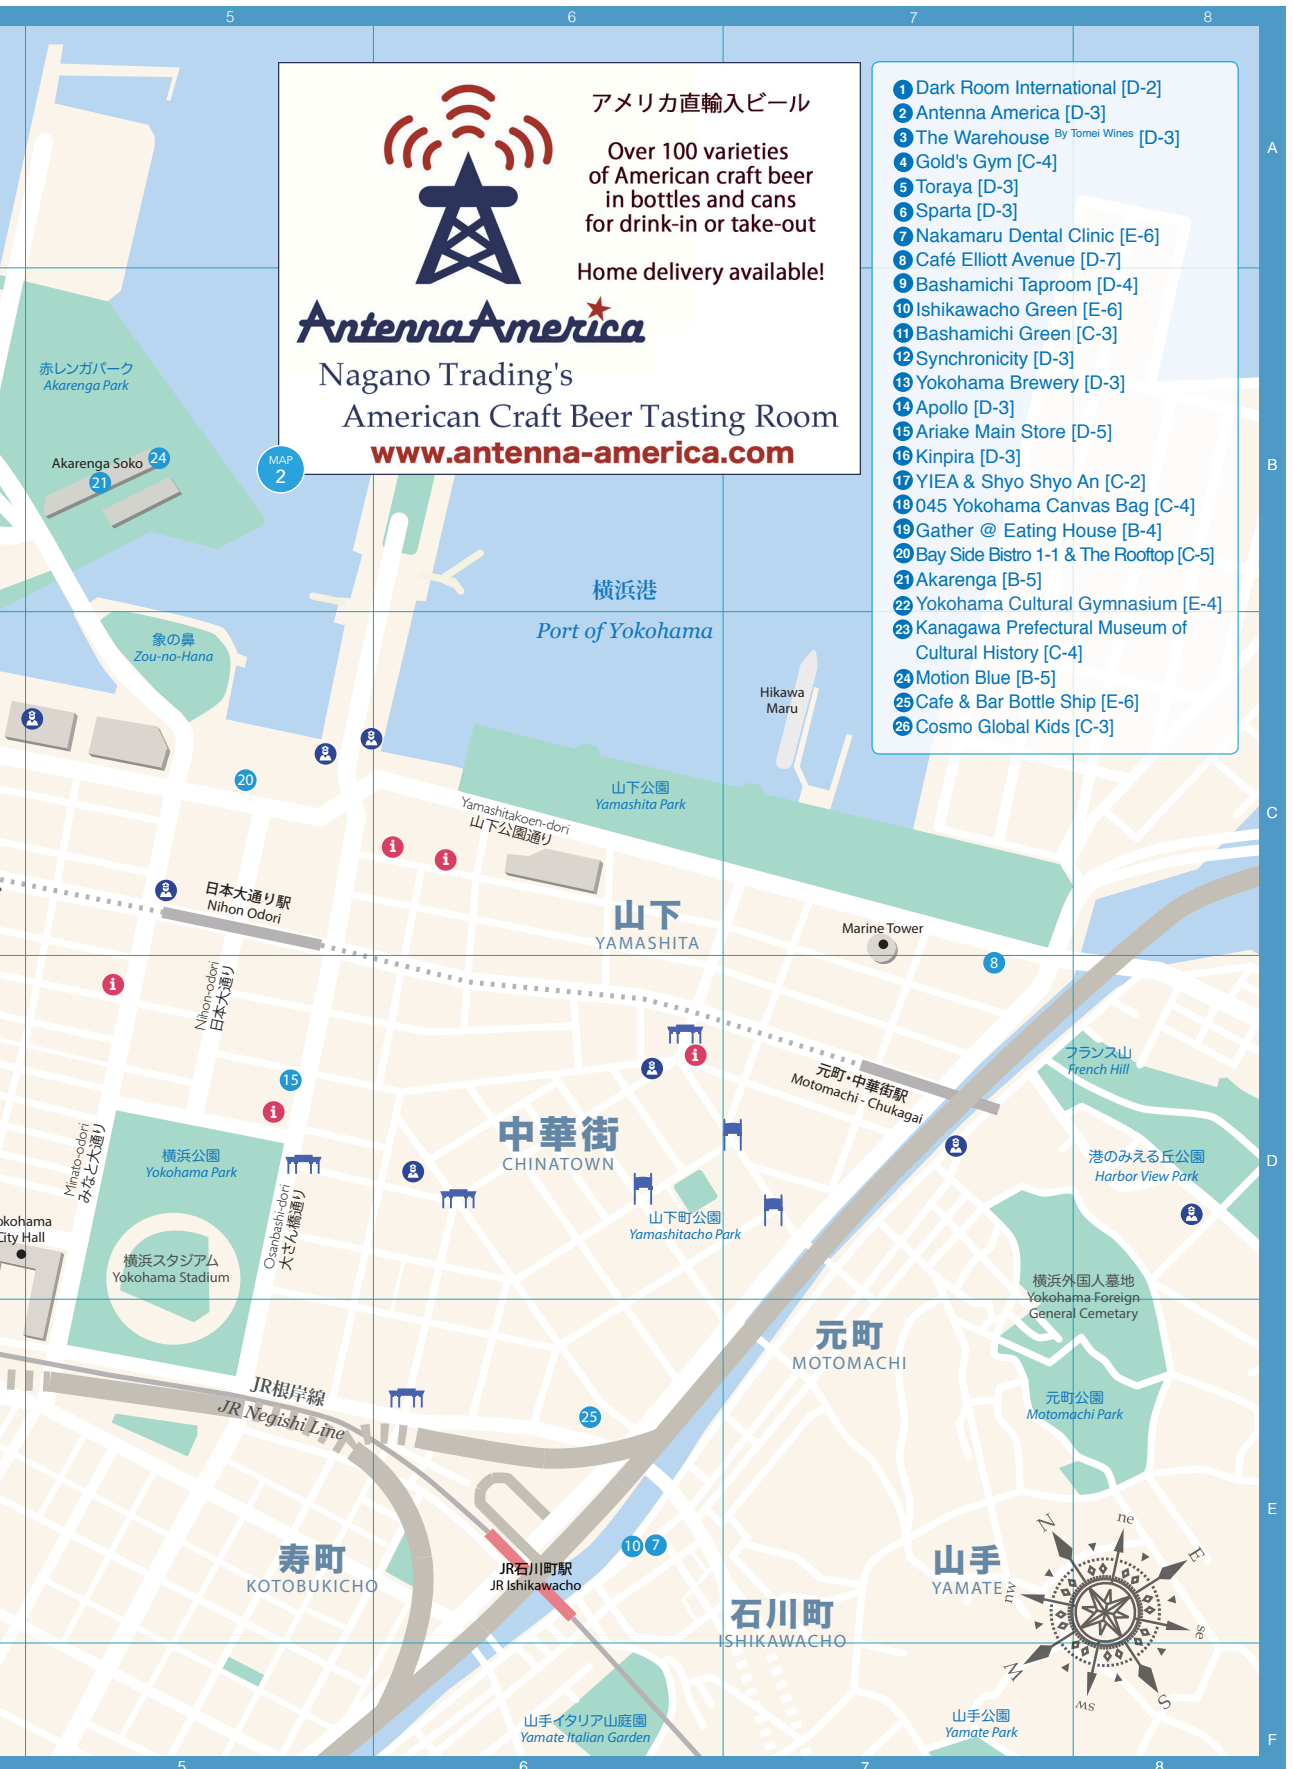 5
6
7
8
アメリカ直輸入ビール
Over 100 varieties
of American craft beer
in bottles and cans
for drink-in or take-out
Home delivery available!
Antenna America
Nagano Trading's
American Craft Beer Tasting Room
www.antenna-america.com
1 Dark Room International [D-2]
2 Antenna America [D-3]
3 The Warehouse By Tomei Wines [D-3]
4 Gold's Gym [C-4]
5 Toraya [D-3]
6 Sparta [D-3]
7 Nakamaru Dental Clinic [E-6]
8 Café Elliott Avenue [D-7]
9 Bashamichi Taproom [D-4]
10 Ishikawacho Green [E-6]
11 Bashamichi Green [C-3]
12 Synchronicity [D-3]
13 Yokohama Brewery [D-3]
14 Apollo [D-3]
15 Ariake Main Store [D-5]
16 Kinpira [D-3]
17 YIEA & Shyo Shyo An [C-2]
18 045 Yokohama Canvas Bag [C-4]
19 Gather @ Eating House [B-4]
20 Bay Side Bistro 1-1 & The Rooftop [C-5]
21 Akarenga [B-5]
22 Yokohama Cultural Gymnasium [E-4]
23 Kanagawa Prefectural Museum of
Cultural History [C-4]
24 Motion Blue [B-5]
25 Cafe & Bar Bottle Ship [E-6]
26 Cosmo Global Kids [C-3]
A
赤レンガパーク
Akarenga Park
Akarenga Soko
24
21
MAP
2
B
横浜港
Port of Yokohama
象の鼻
Zou-no-Hana
Hikawa
Maru
20
山下公園
Yamashita Park
Yamashitakoen-dori
山下公園通り
C
日本大通り駅
Nihon Odori
山下
YAMASHITA
Marine Tower
8
Nihon-odori
日本大通り
フランス山
French Hill
元町・中華街駅
Motomachi - Chukagai
15
中華街
CHINATOWN
横浜公園
Yokohama Park
Minato-odori
みなと大通り
港のみえる丘公園
Harbor View Park
D
Osanbashi-dori
大さん橋通り
山下町公園
Yamashitacho Park
okohama
City Hall
横浜スタジアム
Yokohama Stadium
横浜外国人墓地
Yokohama Foreign
General Cemetary
元町
MOTOMACHI
JR根岸線
JR Negishi Line
元町公園
Motomachi Park
25
E
10
7
寿町
KOTOBUKICHO
JR石川町駅
JR Ishikawacho
山手
YAMATE
石川町
ISHIKAWACHO
N
ne
E
se
S
sw
W
nw
山手イタリア山庭園
Yamate Italian Garden
山手公園
Yamate Park
F
5
6
7
8